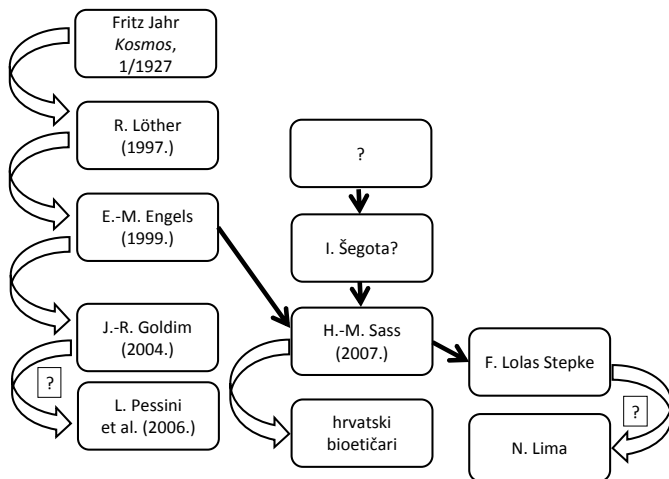 Fritz Jahr
Kosmos,
1/1927
R. Löther
(1997.)
E.-M. Engels
(1999.)
J.-R. Goldim
(2004.)
?
L. Pessini
et al. (2006.)
?
I. Šegota?
H.-M. Sass
(2007.)
hrvatski
bioetičari
F. Lolas Stepke
?
N. Lima